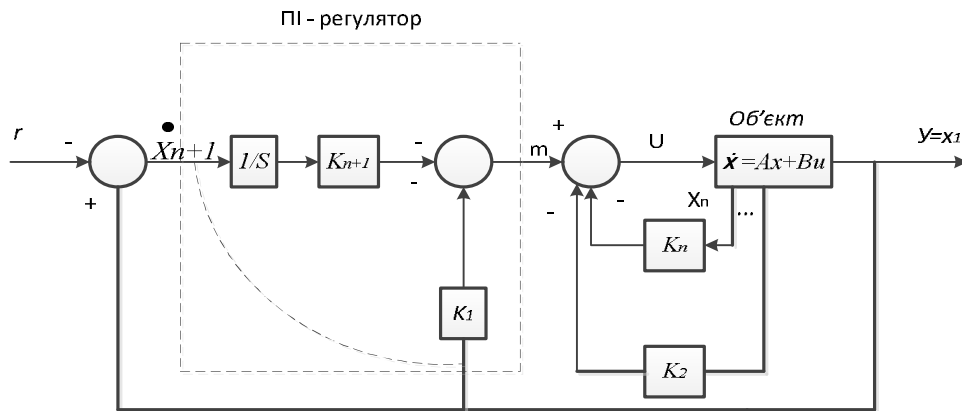 ПІ - регулятор
Об’єкт
r
-
+
Xn+1
1/S
Kn+1
-
-
m
+
-
-
U
ẋ =Ax+Bu
У=x1
Xn
...
Kn
K1
K2